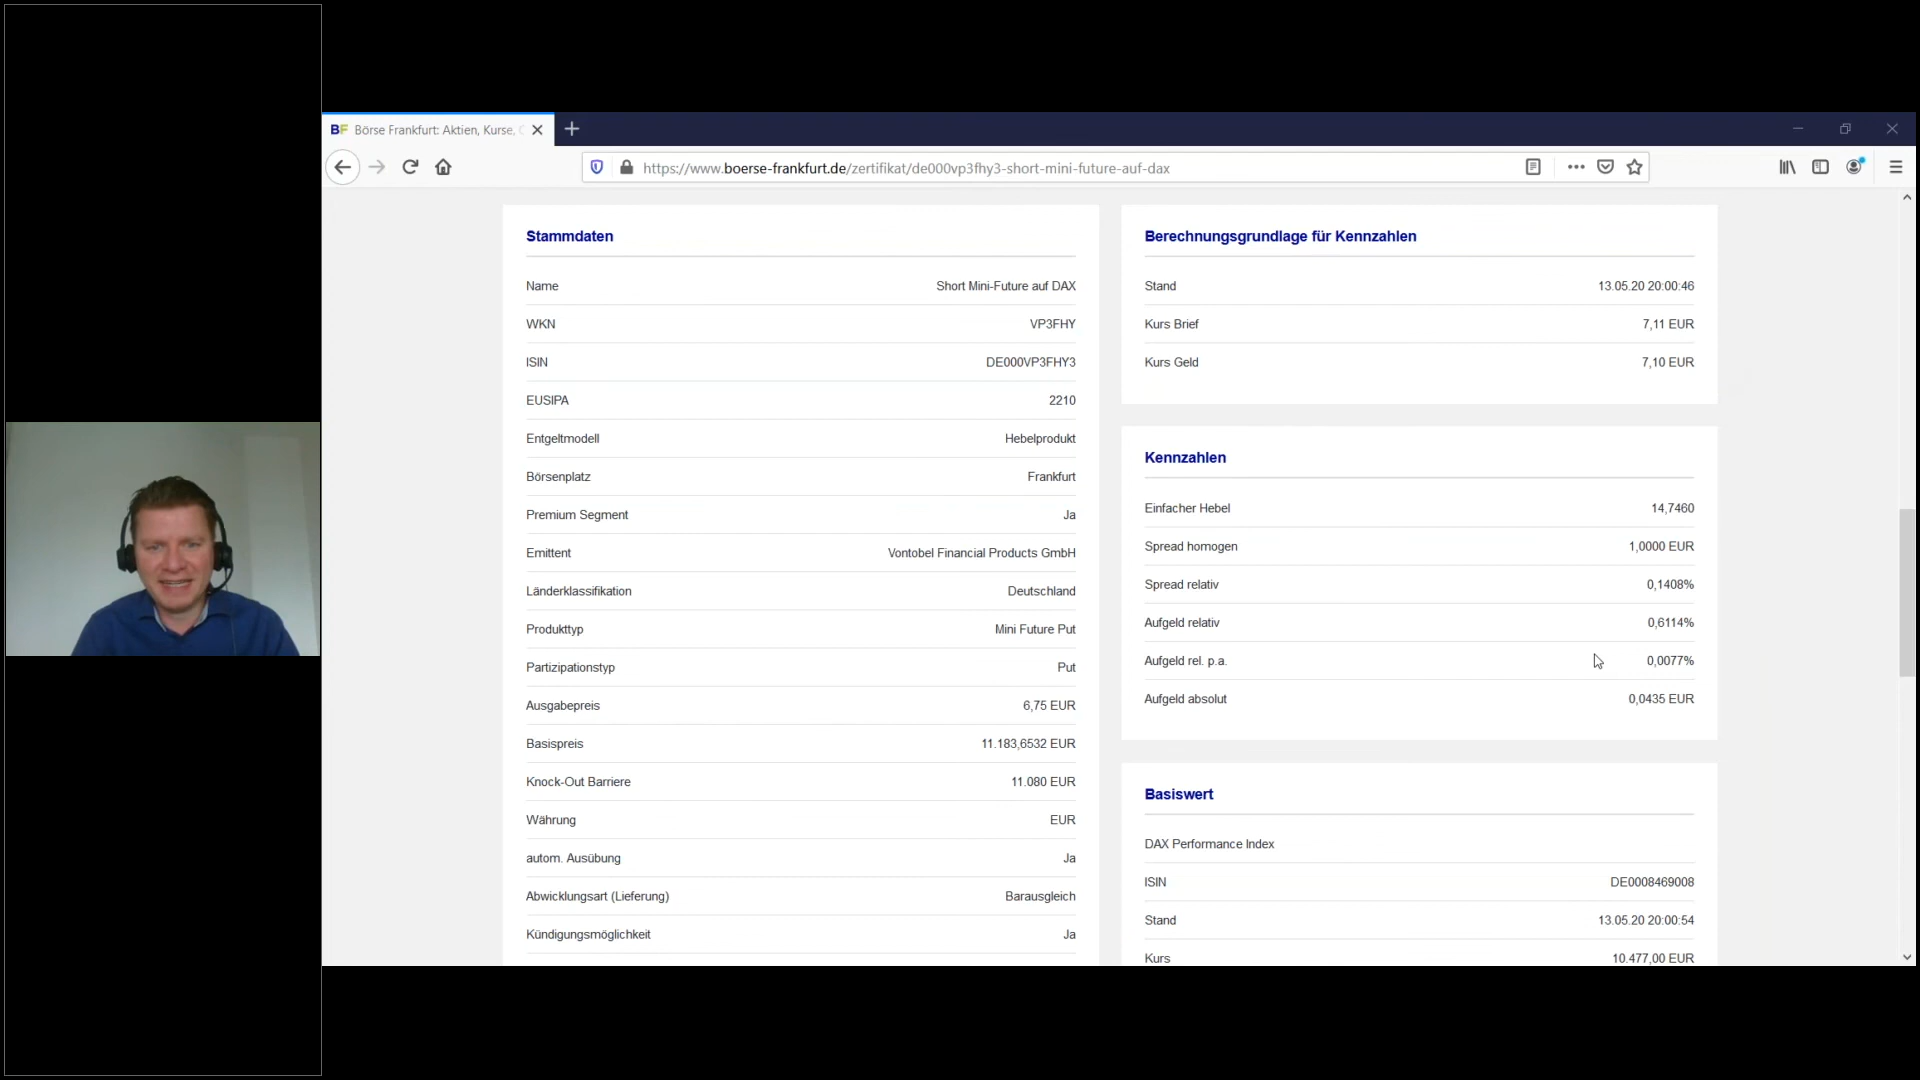 BF Börse Frankfurt: Aktien, Kurse,
https://www.boerse-frankfurt.de/zertifikat/de000vp3fhy3-short-mini-future-auf-dax
Stammdaten
Name Short Mini-Future auf DAX
WKN VP3FHY
ISIN DE000VP3FHY3
EUSIPA 2210
Entgeltmodell Hebelprodukt
Börsenplatz Frankfurt
Premium Segment Ja
Emittent Vontobel Financial Products GmbH
Länderklassifikation Deutschland
Produkttyp Mini Future Put
Partizipationstyp Put
Ausgabepreis 6,75 EUR
Basispreis 11.183,6532 EUR
Knock-Out Barriere 11.080 EUR
Währung EUR
autom. Ausübung Ja
Abwicklungsart (Lieferung) Barausgleich
Kündigungsmöglichkeit Ja
Berechnungsgrundlage für Kennzahlen
Stand 13.05.20 20:00:46
Kurs Brief 7,11 EUR
Kurs Geld 7,10 EUR
Kennzahlen
Einfacher Hebel 14,7460
Spread homogen 1,0000 EUR
Spread relativ 0,1408%
Aufgeld relativ 0,6114%
Aufgeld rel. p.a. 0,0077%
Aufgeld absolut 0,0435 EUR
Basiswert
DAX Performance Index
ISIN DE0008469008
Stand 13.05.20 20:00:54
Kurs 10.477,00 EUR